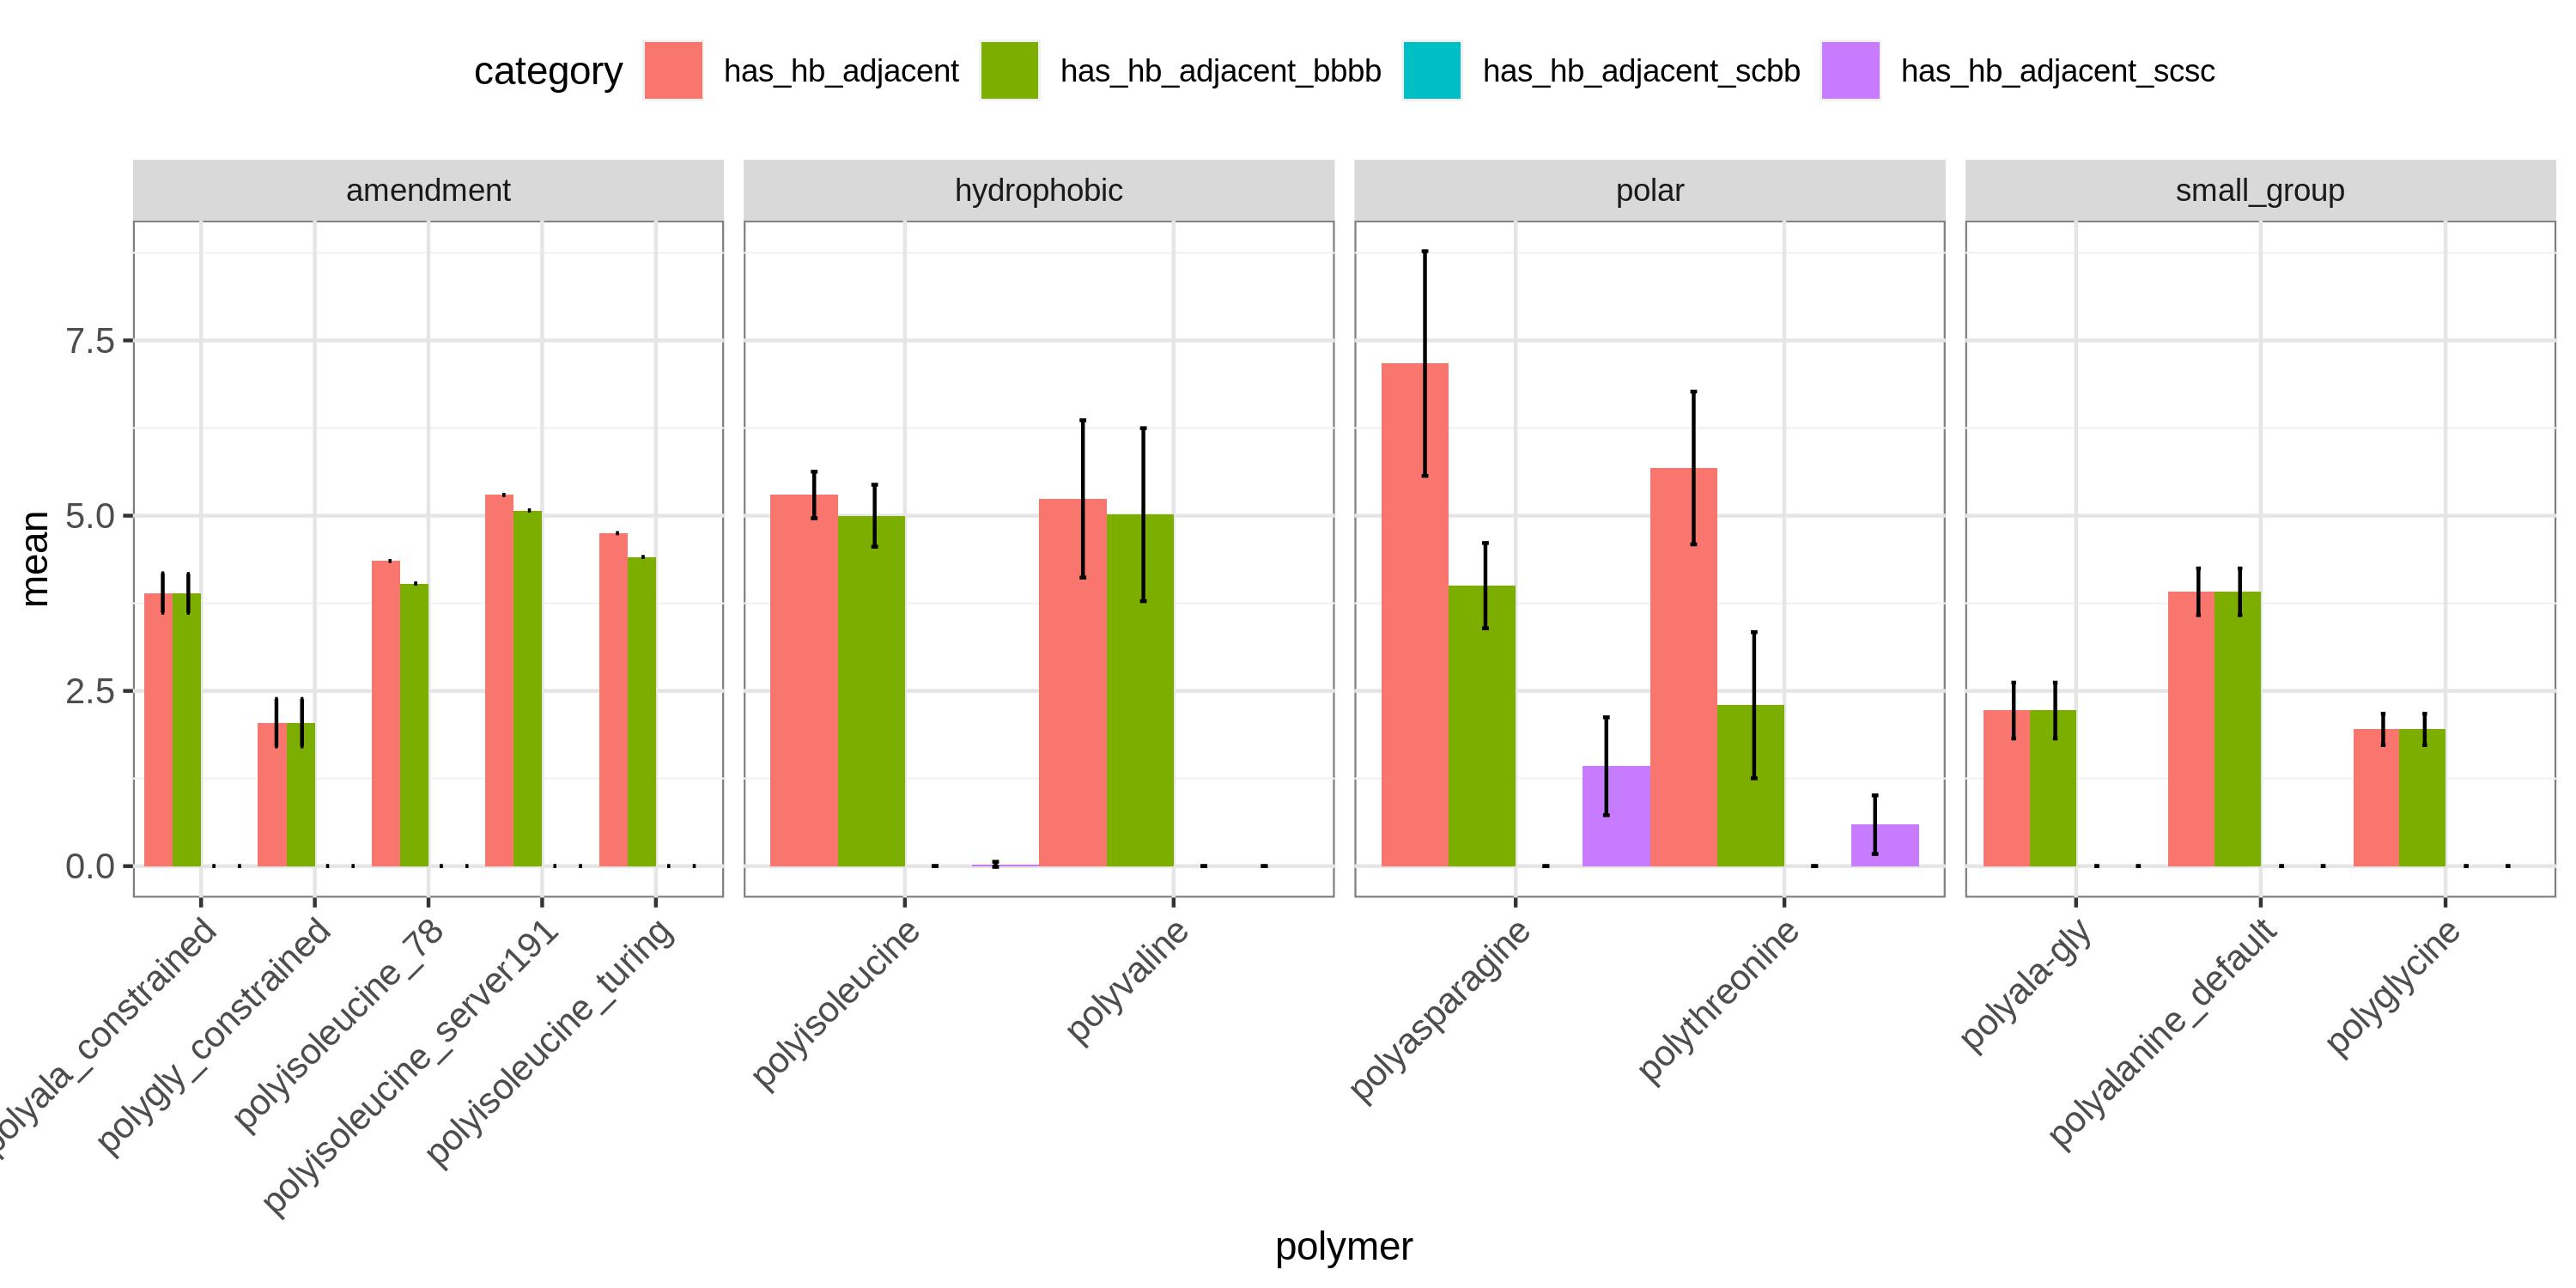 category has_hb_adjacent has_hb_adjacent_bbbb has_hb_adjacent_scbb has_hb_adjacent_scsc
amendment hydrophobic polar small_group
mean
7.5
5.0
2.5
0.0
olyala_constrained
polygly_constrained
polyisoleucine_78
polyisoleucine_server191
polyisoleucine_turing
polyisoleucine
polyvaline
polyasparagine
polythreonine
polyala-gly
polyalanine_default
polyglycine
polymer